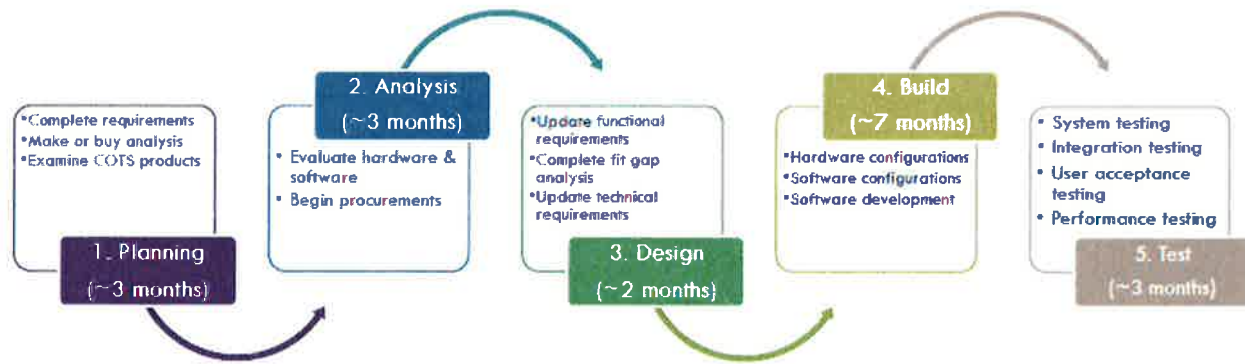 1. Planning
(~3 months)
•Complete requirements
•Make or buy analysis
•Examine COTS products
2. Analysis
(~3 months)
• Evaluate hardware &
software
• Begin procurements
3. Design
(~2 months)
•Update functional
requirements
•Complete fit gap
analysis
•Update technical
requirements
4. Build
(~7 months)
•Hardware configurations
•Software configurations
•Software development
5. Test
(~3 months)
• System testing
• Integration testing
• User acceptance
testing
• Performance testing